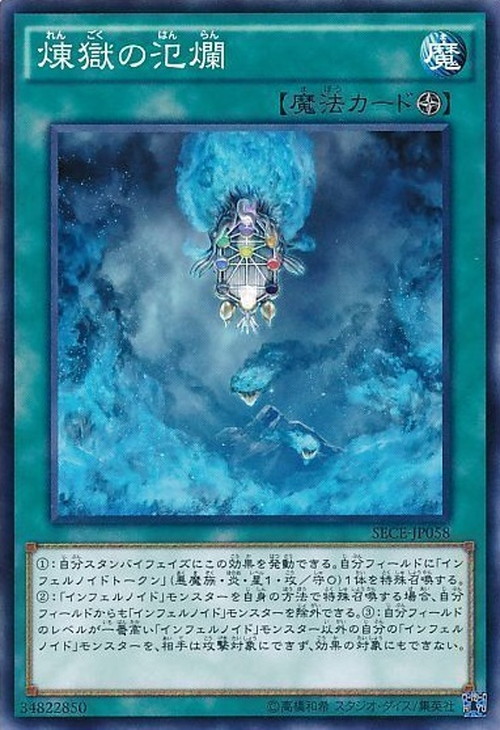 れん ごく はん らん
煉獄の氾爛
魔
【魔法カード】
SECE-JP058
①:自分スタンバイフェイズにこの効果を発動できる。自分フィールドに「イン
フェルノイドトークン」(悪魔族・炎・星1・攻/守0)1体を特殊召喚する。
②:「インフェルノイド」モンスターを自身の方法で特殊召喚する場合、自分
フィールドからも「インフェルノイド」モンスターを除外できる。③:自分フィールド
のレベルが一番高い「インフェルノイド」モンスター以外の自分の「インフェル
ノイド」モンスターを、相手は攻撃対象にできず、効果の対象にもできない。
34822850
©高橋和希 スタジオ・ダイス/集英社